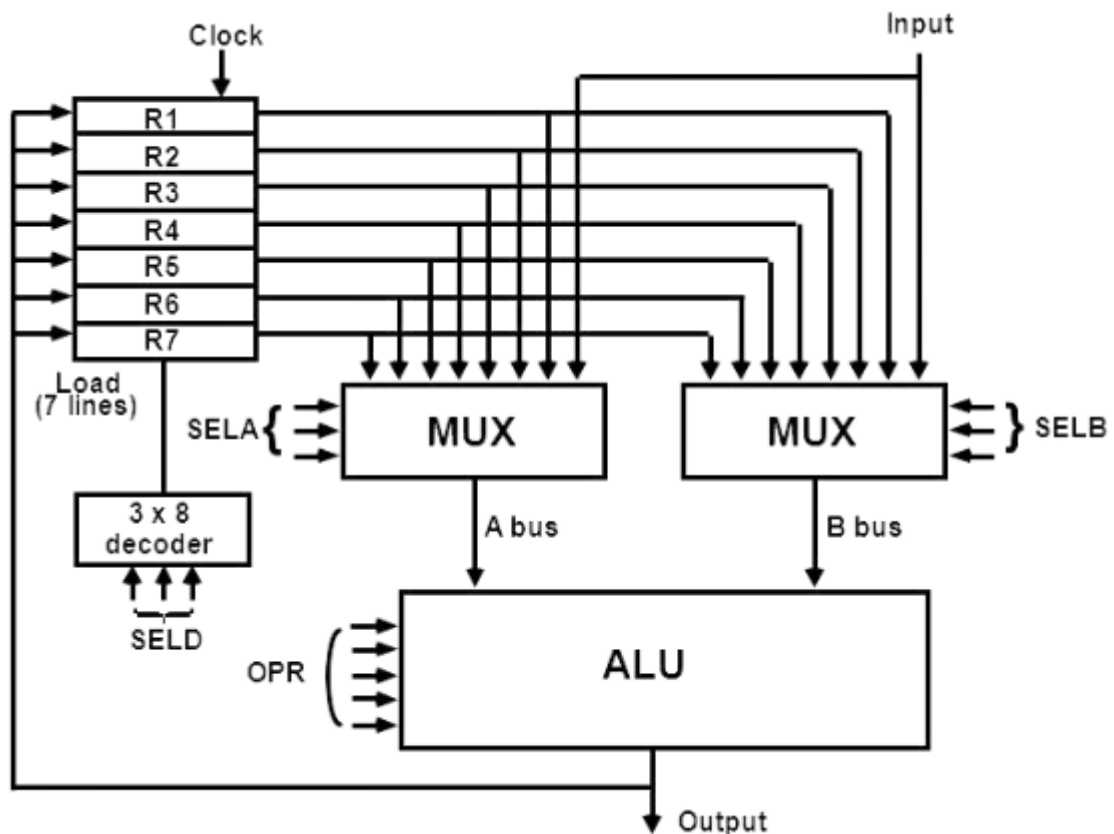 Clock
Input
R1
R2
R3
R4
R5
R6
R7
Load
(7 lines)
SELA {
MUX
MUX
} SELB
3 x 8
decoder
A bus
B bus
SELD
OPR
ALU
Output